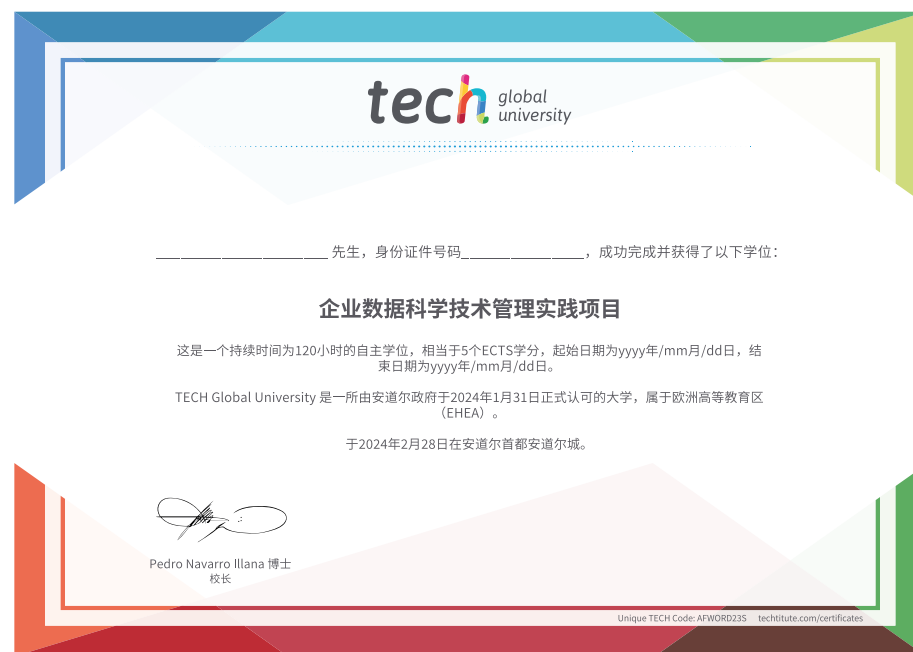 tech global
university
_____________________ 先生，身份证件号码_______________，成功完成并获得了以下学位：
企业数据科学技术管理实践项目
这是一个持续时间为120小时的自主学位，相当于5个ECTS学分，起始日期为yyyy年/mm月/dd日，结
束日期为yyyy年/mm月/dd日。
TECH Global University 是一所由安道尔政府于2024年1月31日正式认可的大学，属于欧洲高等教育区
（EHEA）。
于2024年2月28日在安道尔首都安道尔城。
Pedro Navarro Illana 博士
校长
Unique TECH Code: AFWORD23S techtitute.com/certificates